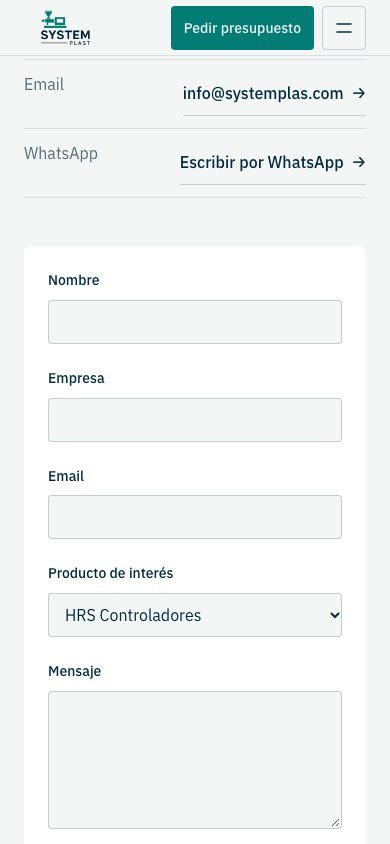 SYSTEM
PLAST
Pedir presupuesto
Email
info@systemplas.com →
WhatsApp
Escribir por WhatsApp →
Nombre
Empresa
Email
Producto de interés
HRS Controladores
Mensaje